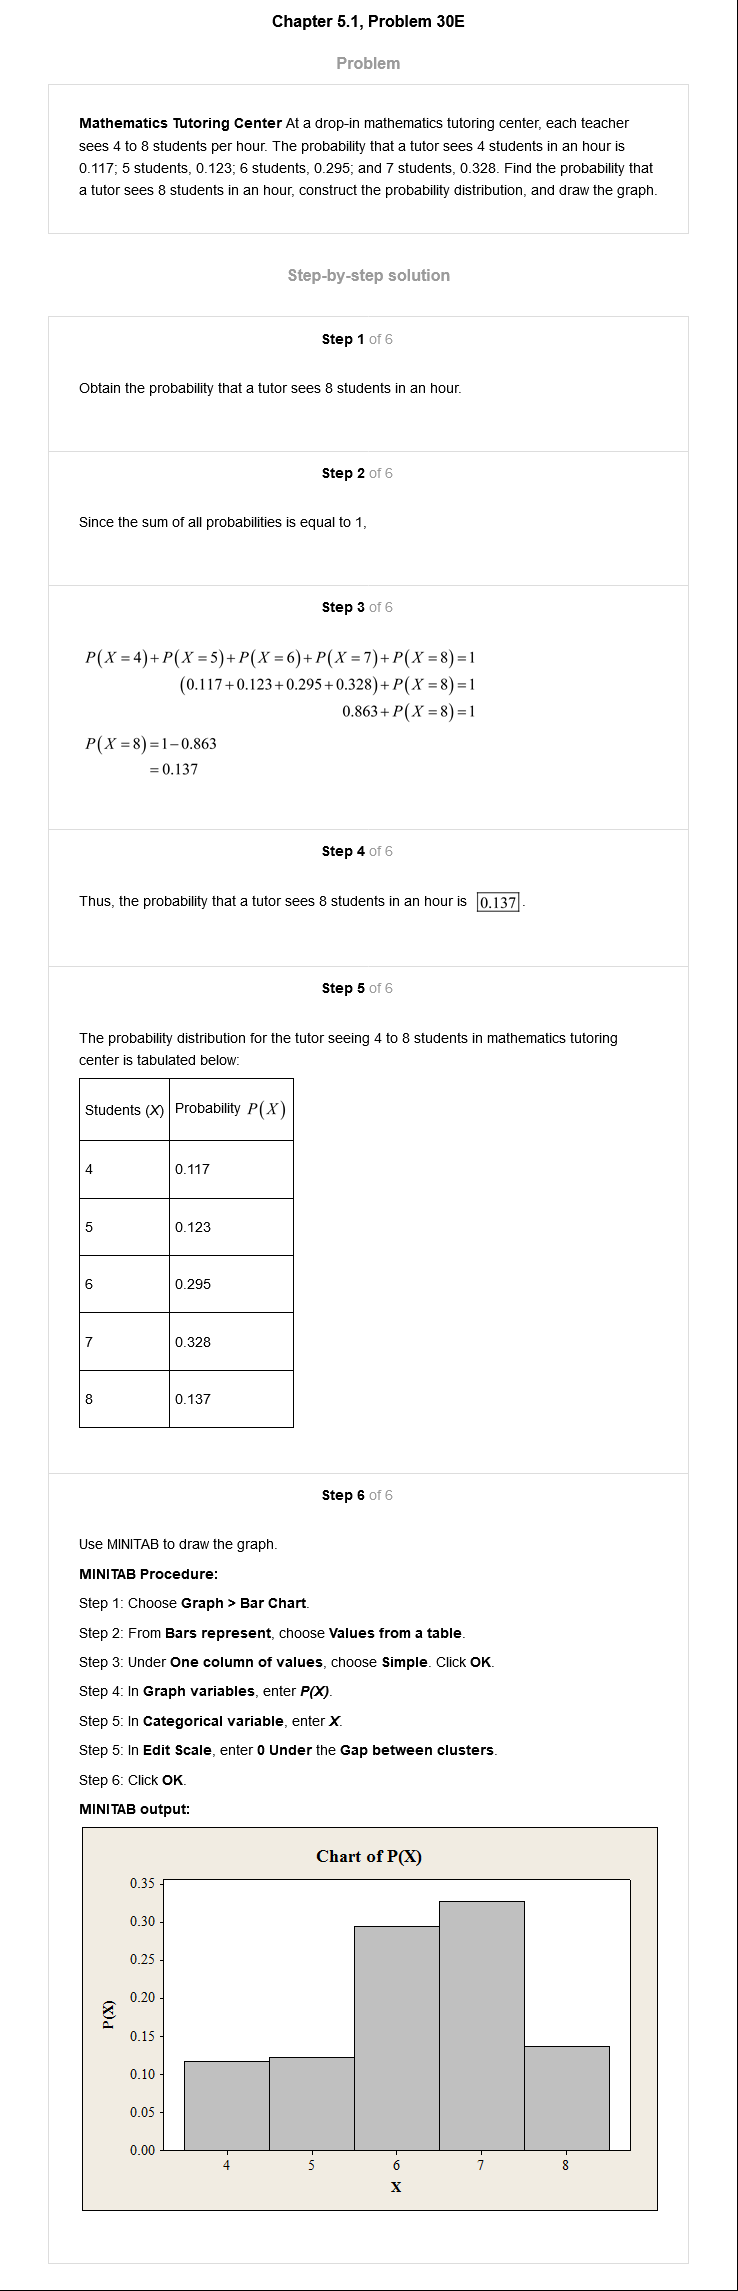 Chapter 5.1, Problem 30E
Problem
Mathematics Tutoring Center At a drop-in mathematics tutoring center, each teacher
sees 4 to 8 students per hour. The probability that a tutor sees 4 students in an hour is
0.117; 5 students, 0.123; 6 students, 0.295; and 7 students, 0.328. Find the probability that
a tutor sees 8 students in an hour, construct the probability distribution, and draw the graph.
Step-by-step solution
Step 1 of 6
Obtain the probability that a tutor sees 8 students in an hour.
Step 2 of 6
Since the sum of all probabilities is equal to 1,
Step 3 of 6
P(X=4)+P(X=5)+P(X=6)+P(X=7)+P(X=8)=1
(0.117+0.123+0.295+0.328)+P(X=8)=1
0.863+P(X=8)=1
P(X=8)=1−0.863
=0.137
Step 4 of 6
Thus, the probability that a tutor sees 8 students in an hour is 0.137.
Step 5 of 6
The probability distribution for the tutor seeing 4 to 8 students in mathematics tutoring
center is tabulated below:
Students (X) Probability P(X)
4 0.117
5 0.123
6 0.295
7 0.328
8 0.137
Step 6 of 6
Use MINITAB to draw the graph.
MINITAB Procedure:
Step 1: Choose Graph > Bar Chart.
Step 2: From Bars represent, choose Values from a table.
Step 3: Under One column of values, choose Simple. Click OK.
Step 4: In Graph variables, enter P(X).
Step 5: In Categorical variable, enter X.
Step 5: In Edit Scale, enter 0 Under the Gap between clusters.
Step 6: Click OK.
MINITAB output:
Chart of P(X)
0.35
0.30
0.25
0.20
0.15
0.10
0.05
0.00
P(X)
4 5 6 7 8
X